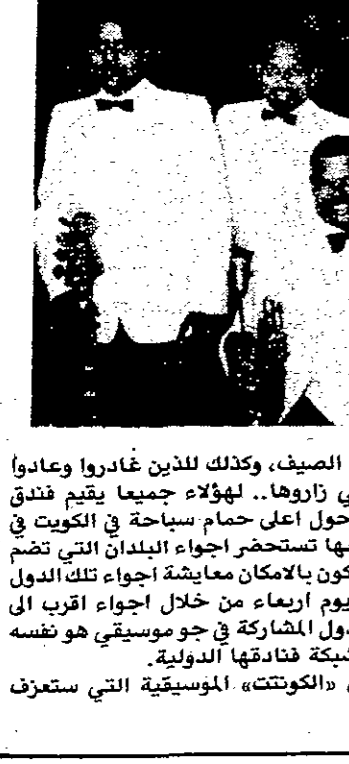 الصيف، وكذلك للذين غادروا وعادوا
زاروها.. لهؤلاء جميعا يقيم فندق
حول اعلى حمام سباحة في الكويت في
تستحضر اجواء البلدان التي تضم
كون بالامكان معايشة اجواء تلك الدول
يوم اربعاء من خلال اجواء اقرب الى
دول المشاركة في جو موسيقي هو نفسه
شبكة فنادقها الدولية.
«الكونتت» الموسيقية التي ستعزف